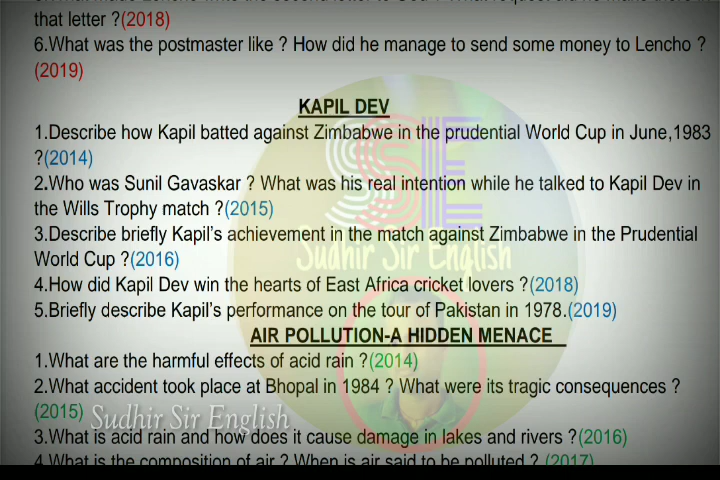 that letter ?(2018)
6.What was the postmaster like ? How did he manage to send some money to Lencho ?
(2019)
KAPIL DEV
1.Describe how Kapil batted against Zimbabwe in the prudential World Cup in June,1983
?(2014)
2.Who was Sunil Gavaskar ? What was his real intention while he talked to Kapil Dev in
the Wills Trophy match ?(2015)
3.Describe briefly Kapil's achievement in the match against Zimbabwe in the Prudential
World Cup ?(2016)
SE
Sudhir Sir English
4.How did Kapil Dev win the hearts of East Africa cricket lovers ?(2018)
5.Briefly describe Kapil's performance on the tour of Pakistan in 1978.(2019)
AIR POLLUTION-A HIDDEN MENACE
1.What are the harmful effects of acid rain ?(2014)
2.What accident took place at Bhopal in 1984 ? What were its tragic consequences ?
(2015)
Sudhir Sir English
3.What is acid rain and how does it cause damage in lakes and rivers ?(2016)
4.What is the composition of air ? When is air said to be polluted ? (2017)